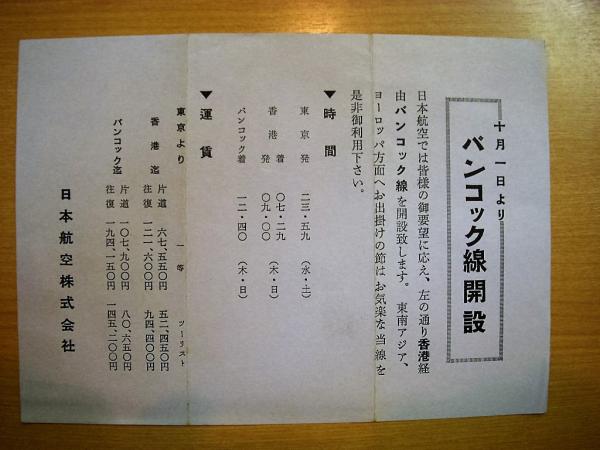 十月一日より
バンコック線開設
日本航空では皆様の御要望に応え、左の通り香港経
由バンコック線を開設致します。東南アジア、
ヨーロッパ方面へお出掛けの節はお気楽な当線を
是非御利用下さい。
▼時間
東京発 二三・五九 (水・土)
香港着 〇七・二九
発 〇九・〇〇 (木・日)
バンコック着 一二・四〇 (木・日)
▼運賃
一等 ツーリスト
東京より
香港迄 片道 六七、五五〇円 五二、四五〇円
往復 一二一、六〇〇円 九四、四〇〇円
バンコック迄 片道 一〇七、九〇〇円 八〇、六五〇円
往復 一九四、一五〇円 一四五、二〇〇円
日本航空株式会社